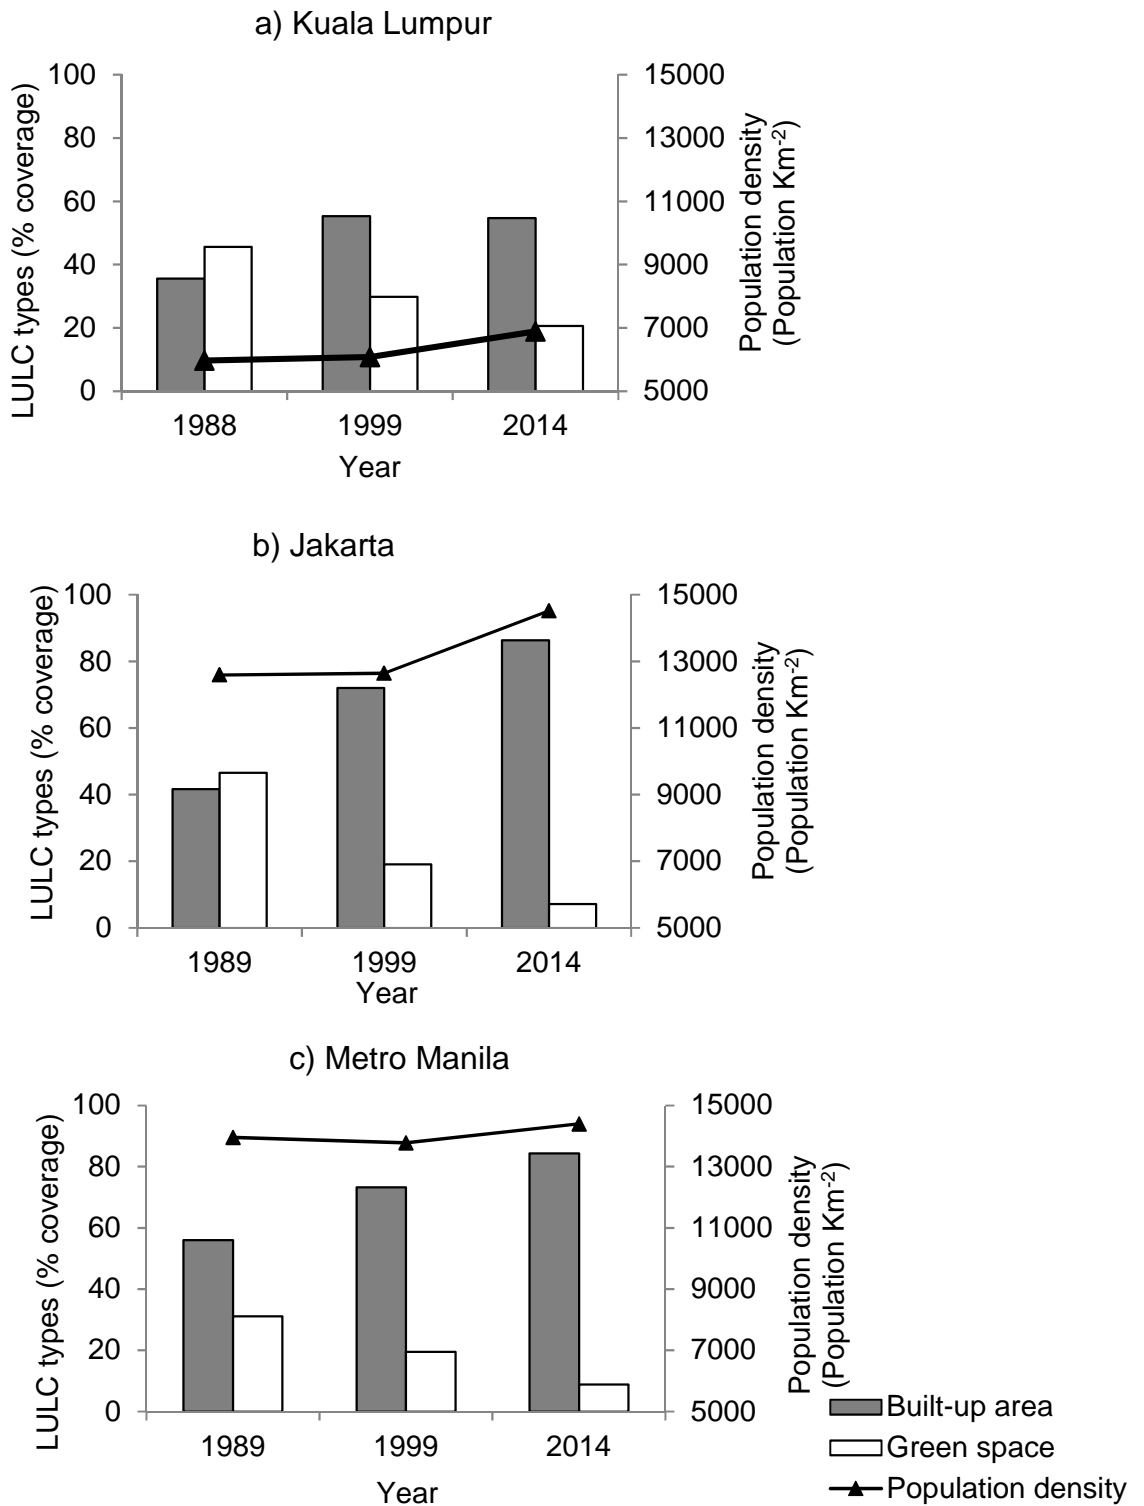 a) Kuala Lumpur
LULC types (% coverage)
100
80
60
40
20
0
15000
13000
11000
9000
7000
5000
Population density
(Population Km-2)
1988 1999 2014
Year
b) Jakarta
LULC types (% coverage)
100
80
60
40
20
0
15000
13000
11000
9000
7000
5000
Population density
(Population Km-2)
1989 1999 2014
Year
c) Metro Manila
LULC types (% coverage)
100
80
60
40
20
0
15000
13000
11000
9000
7000
5000
Population density
(Population Km-2)
1989 1999 2014
Year
Built-up area
Green space
Population density